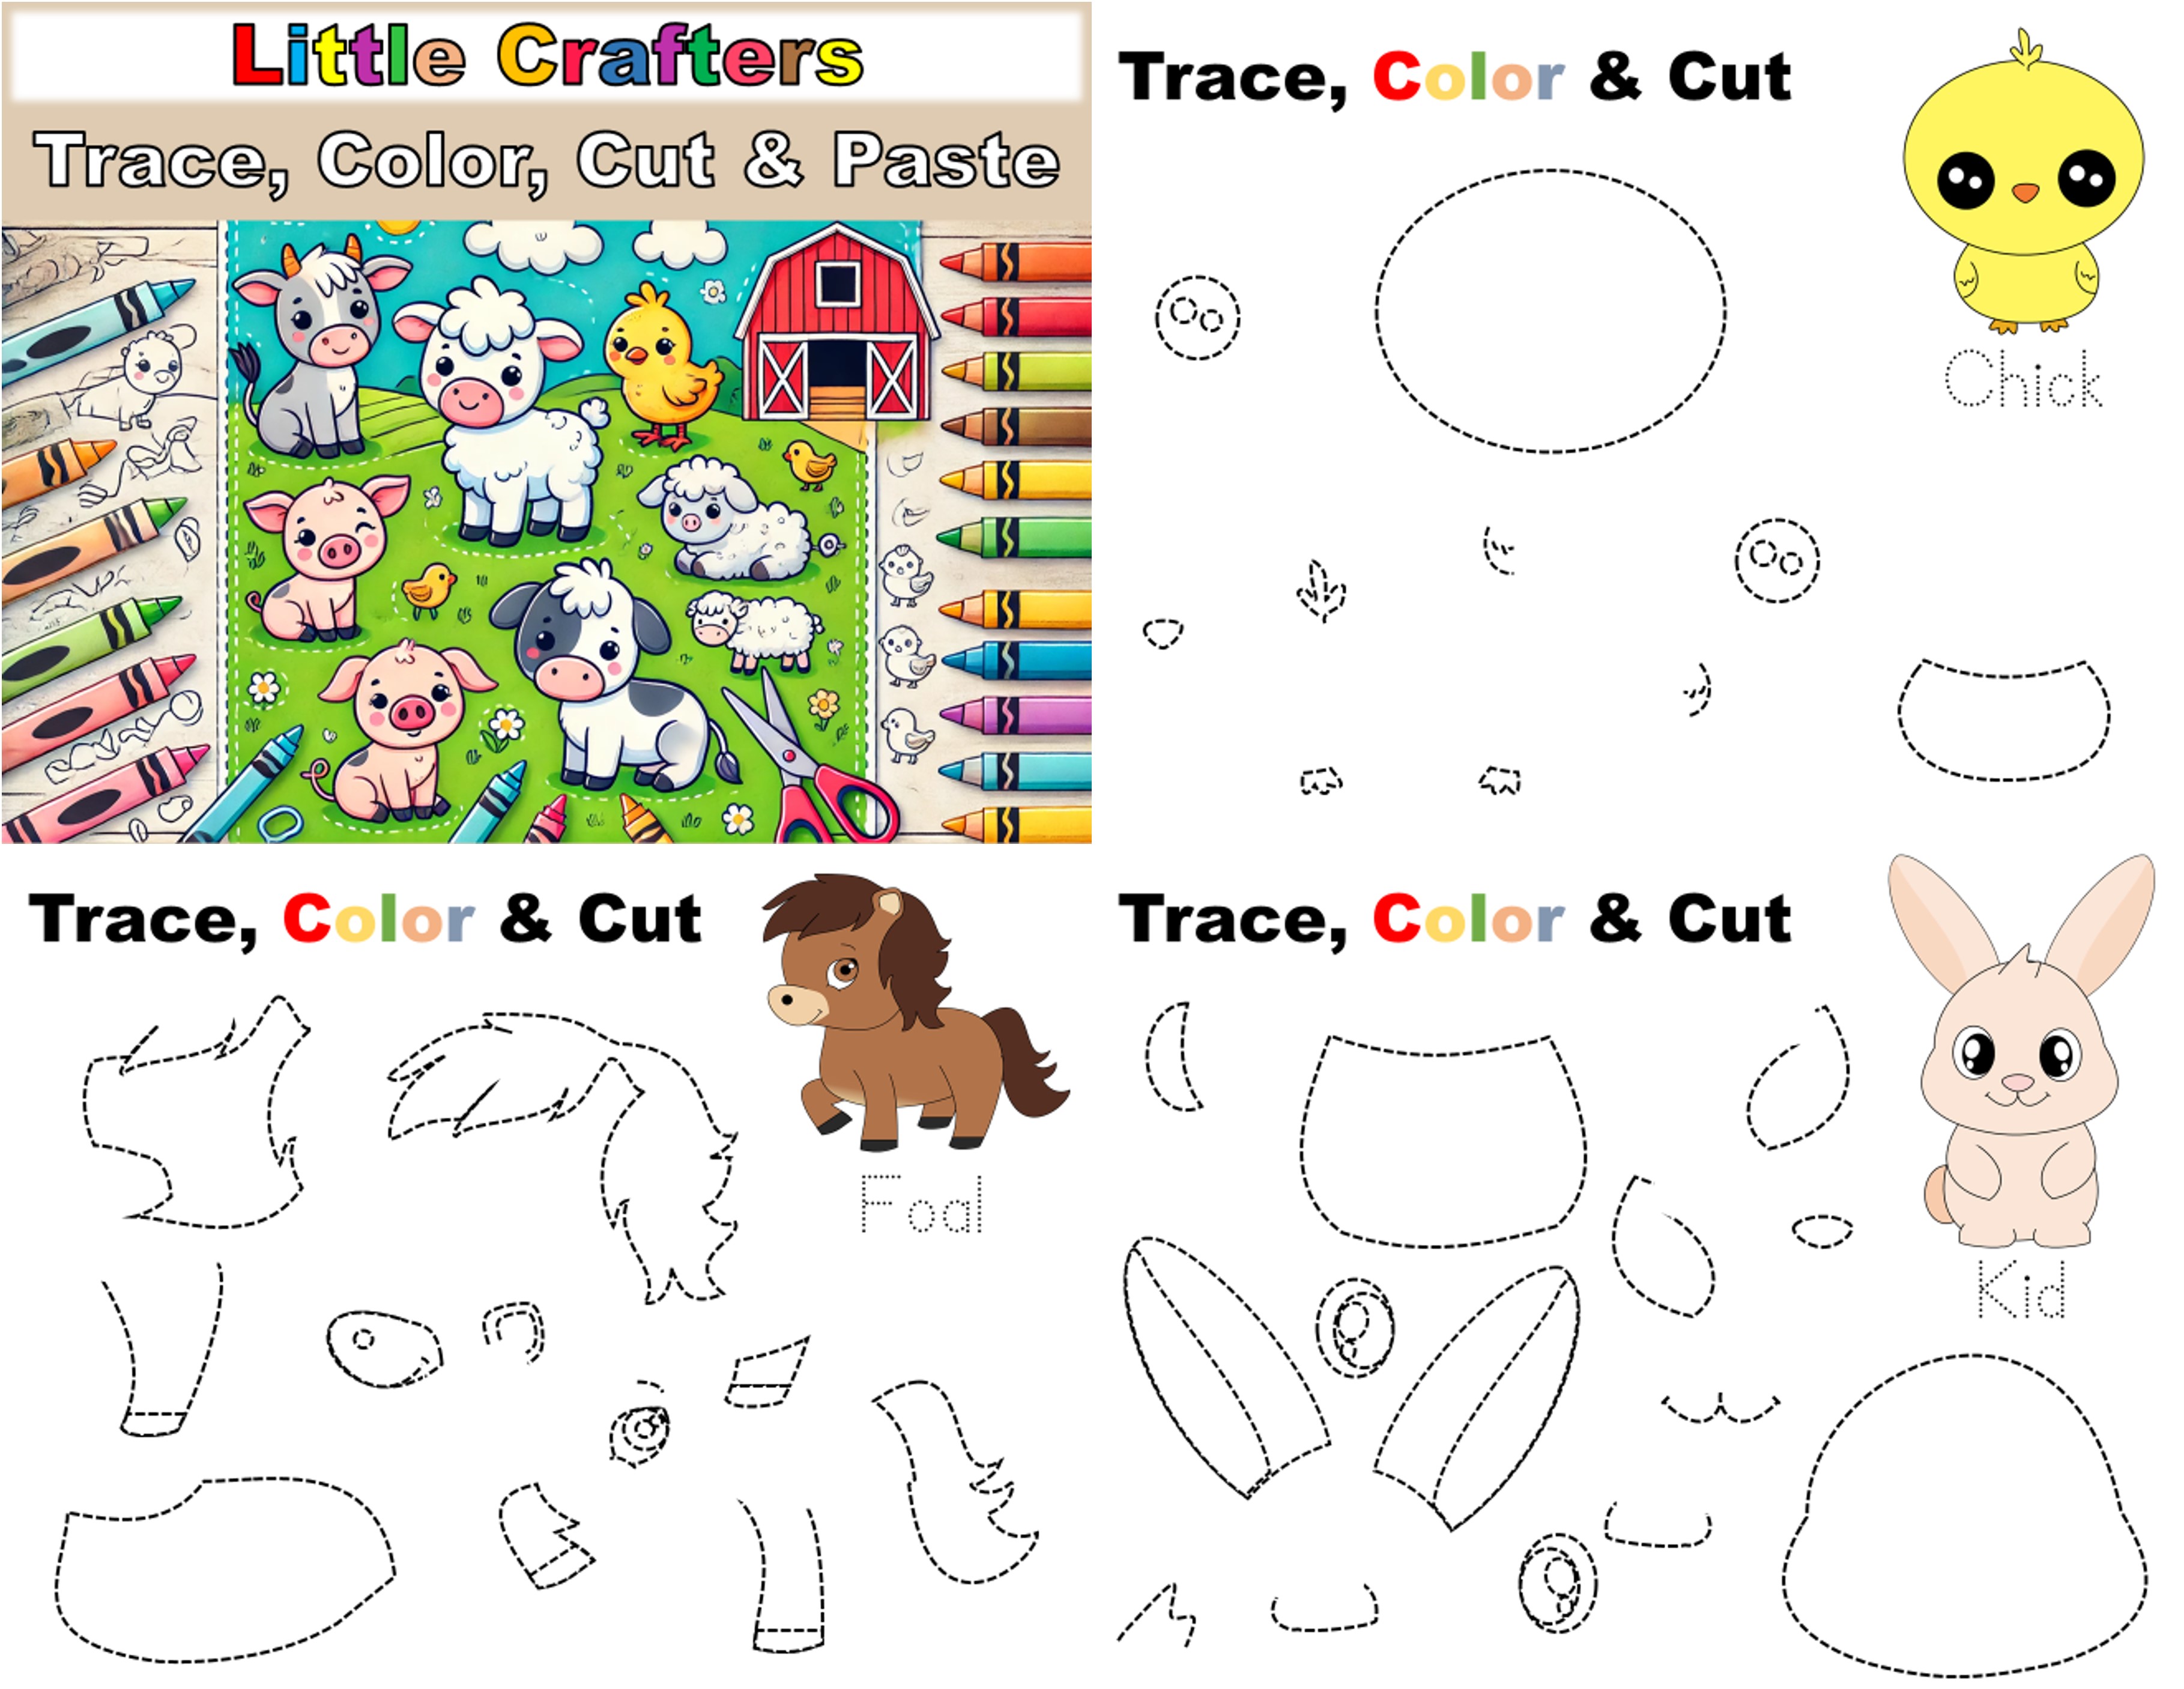 Little Crafters
Trace, Color, Cut & Paste
Trace, Color & Cut
Chick
Trace, Color & Cut
Foal
Trace, Color & Cut
Kid